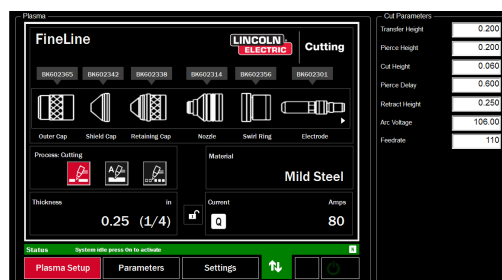 Plasma
FineLine
LINCOLN
ELECTRIC
Cutting
BK602365 BK602342 BK602338 BK602314 BK602356 BK602301
Outer Cap Shield Cap Retaining Cap Nozzle Swirl Ring Electrode
Process: Cutting
A
Material
Mild Steel
Thickness in
0.25 (1/4)
Current Amps
Q 80
Status System idle press On to activate A
Plasma Setup Parameters Settings
Cut Parameters
Transfer Height 0.200
Pierce Height 0.200
Cut Height 0.060
Pierce Delay 0.600
Retract Height 0.250
Arc Voltage 106.00
Feedrate 110